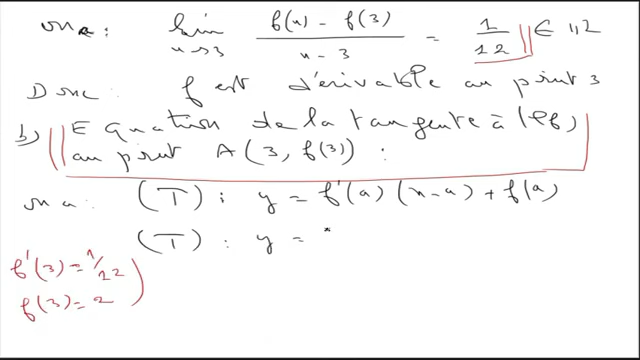 on a: lim f(x) - f(3) / x - 3 = 1/12 ∈ IR
x→3
Donc f est dérivable au point 3
b) Equation de la tangente à (Cf)
au point A(3, f(3)) :
on a: (T) : y = f'(a)(x-a) + f(a)
(T) : y =
f'(3) = 1/12
f(3) = 2